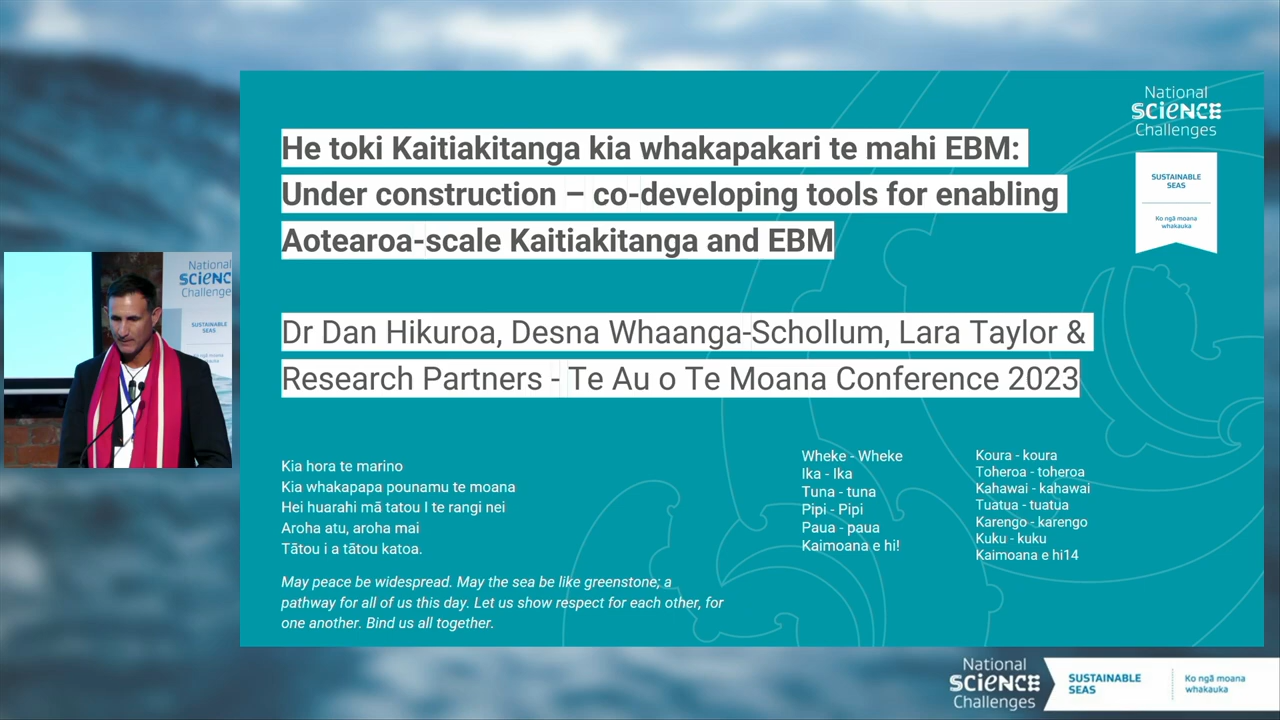 He toki Kaitiakitanga kia whakapakari te mahi EBM:
Under construction – co-developing tools for enabling
Aotearoa-scale Kaitiakitanga and EBM
Dr Dan Hikuroa, Desna Whaanga-Schollum, Lara Taylor &
Research Partners - Te Au o Te Moana Conference 2023
Kia hora te marino
Kia whakapapa pounamu te moana
Hei huarahi mā tatou I te rangi nei
Aroha atu, aroha mai
Tātou i a tātou katoa.
May peace be widespread. May the sea be like greenstone; a
pathway for all of us this day. Let us show respect for each other, for
one another. Bind us all together.
Wheke - Wheke
Ika - Ika
Tuna - tuna
Pipi - Pipi
Paua - paua
Kaimoana e hi!
Koura - koura
Toheroa - toheroa
Kahawai - kahawai
Tuatua - tuatua
Karengo - karengo
Kuku - kuku
Kaimoana e hi14
National
SCIENCE
Challenges
SUSTAINABLE
SEAS
Ko ngā moana
whakauka
National
SCIENCE
Challenges
SUSTAINABLE
SEAS
National
SCIENCE
Challenges
SUSTAINABLE
SEAS
Ko ngā moana
whakauka